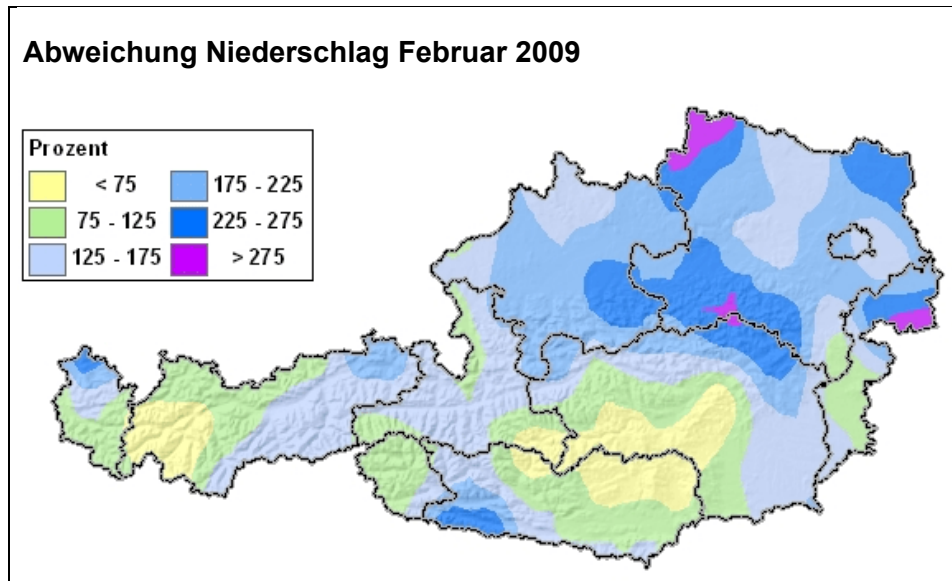 Abweichung Niederschlag Februar 2009
Prozent
< 75
175 - 225
75 - 125
225 - 275
125 - 175
> 275